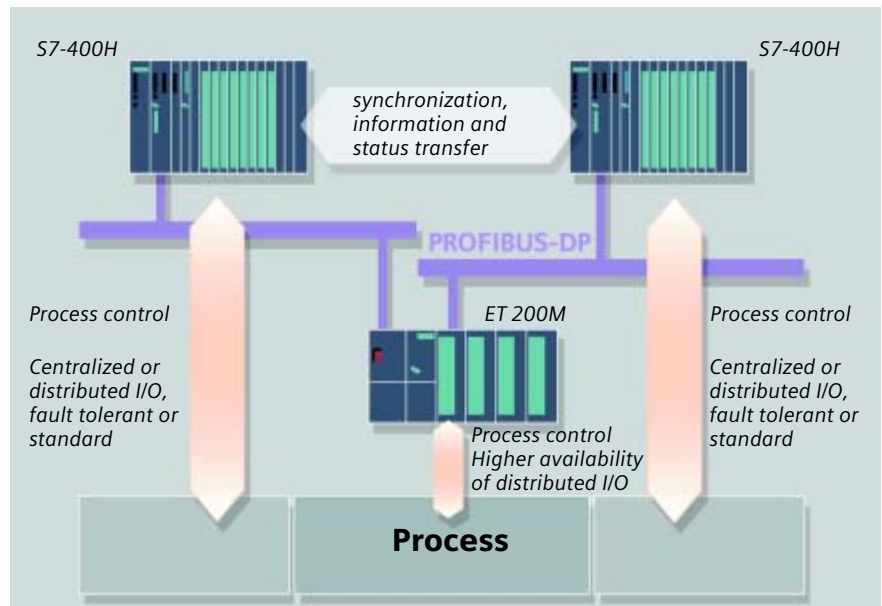 S7-400H
S7-400H
synchronization,
information and
status transfer
PROFIBUS-DP
Process control
Centralized or
distributed I/O,
fault tolerant or
standard
ET 200M
Process control
Centralized or
distributed I/O,
fault tolerant or
standard
Process control
Higher availability
of distributed I/O
Process